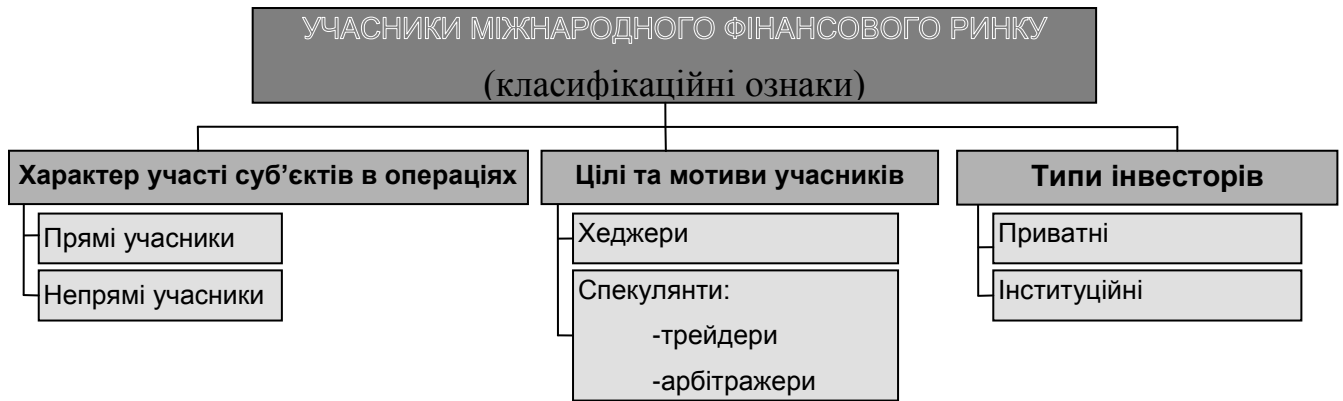 УЧАСНИКИ МІЖНАРОДНОГО ФІНАНСОВОГО РИНКУ
(класифікаційні ознаки)
Характер участі суб’єктів в операціях
Прямі учасники
Непрямі учасники
Цілі та мотиви учасників
Хеджери
Спекулянти:
-трейдери
-арбітражери
Типи інвесторів
Приватні
Інституційні